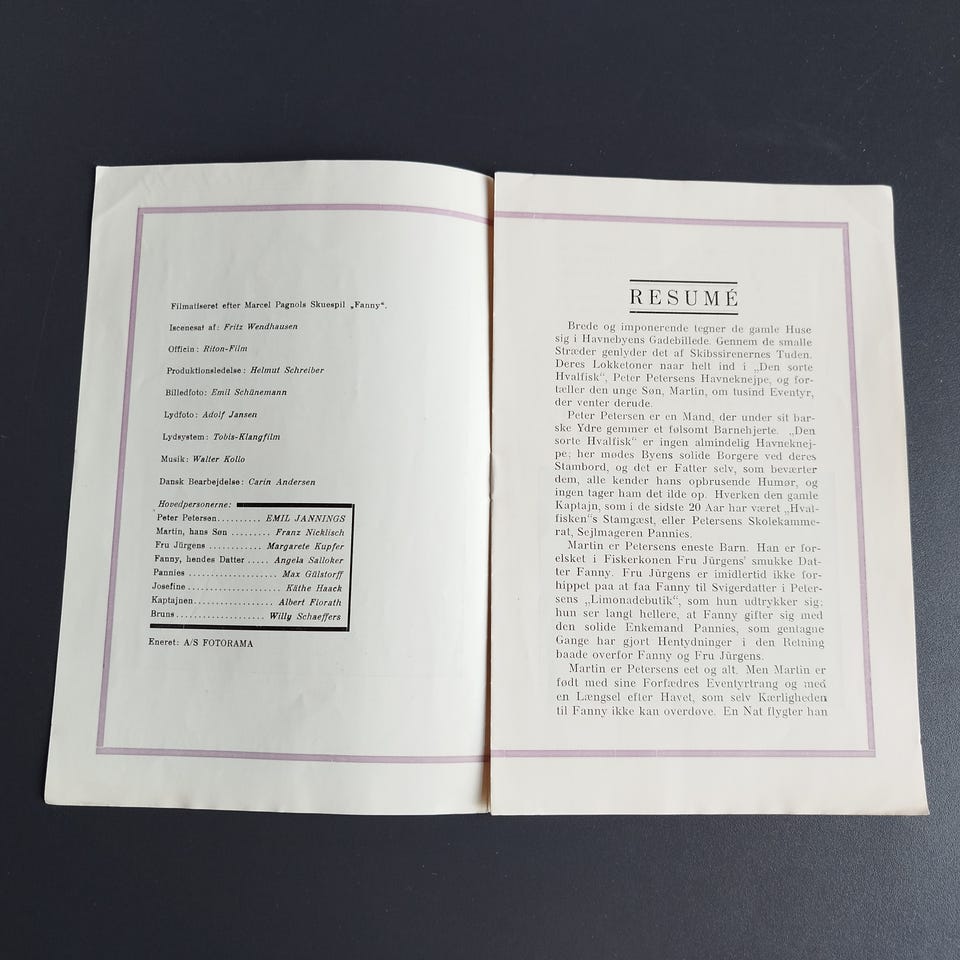 Filmatiseret efter Marcel Pagnols Skuespil „Fanny“.
Iscenesat af: Fritz Wendhausen
Officin: Riton-Film
Produktionsledelse: Helmut Schreiber
Billedfoto: Emil Schünemann
Lydfoto: Adolf Jansen
Lydsystem: Tobis-Klangfilm
Musik: Walter Kollo
Dansk Bearbejdelse: Carin Andersen
Hovedpersonerne:
Peter Petersen.......... EMIL JANNINGS
Martin, hans Søn ......... Franz Nicklisch
Fru Jürgens ............ Margarete Kupfer
Fanny, hendes Datter ..... Angela Salloker
Pannies .................. Max Gülstorff
Josefine .................. Käthe Haack
Kaptajnen................. Albert Florath
Bruns.................... Willy Schaeffers
Eneret: A/S FOTORAMA
RESUMÉ
Brede og imponerende tegner de gamle Huse
sig i Havnebyens Gadebillede. Gennem de smalle
Stræder genlyder det af Skibssirenernes Tuden.
Deres Lokketoner naar helt ind i „Den sorte
Hvalfisk“, Peter Petersens Havneknejpe, og for-
tæller den unge Søn, Martin, om tusind Eventyr,
der venter derude.
Peter Petersen er en Mand, der under sit bar-
ske Ydre gemmer et følsomt Barnehjerte. „Den
sorte Hvalfisk“ er ingen almindelig Havneknej-
pe; her mødes Byens solide Borgere ved deres
Stambord, og det er Fatter selv, som beværter
dem, alle kender hans opbrusende Humør, og
ingen tager ham det ilde op. Hverken den gamle
Kaptajn, som i de sidste 20 Aar har været „Hval-
fisken“s Stamgæst, eller Petersens Skolekamme-
rat, Sejlmageren Pannies.
Martin er Petersens eneste Barn. Han er for-
elsket i Fiskerkonen Fru Jürgens' smukke Dat-
ter Fanny. Fru Jürgens er imidlertid ikke for-
hippet paa at faa Fanny til Svigerdatter i Peter-
sens „Limonadebutik“, som hun udtrykker sig;
hun ser langt hellere, at Fanny gifter sig med
den solide Enkemand Pannies, som gentagne
Gange har gjort Hentydninger i den Retning
baade overfor Fanny og Fru Jürgens.
Martin er Petersens eet og alt. Men Martin er
født med sine Forfædres Eventyrtrang og med
en Længsel efter Havet, som selv Kærligheden
til Fanny ikke kan overdøve. En Nat flygter han